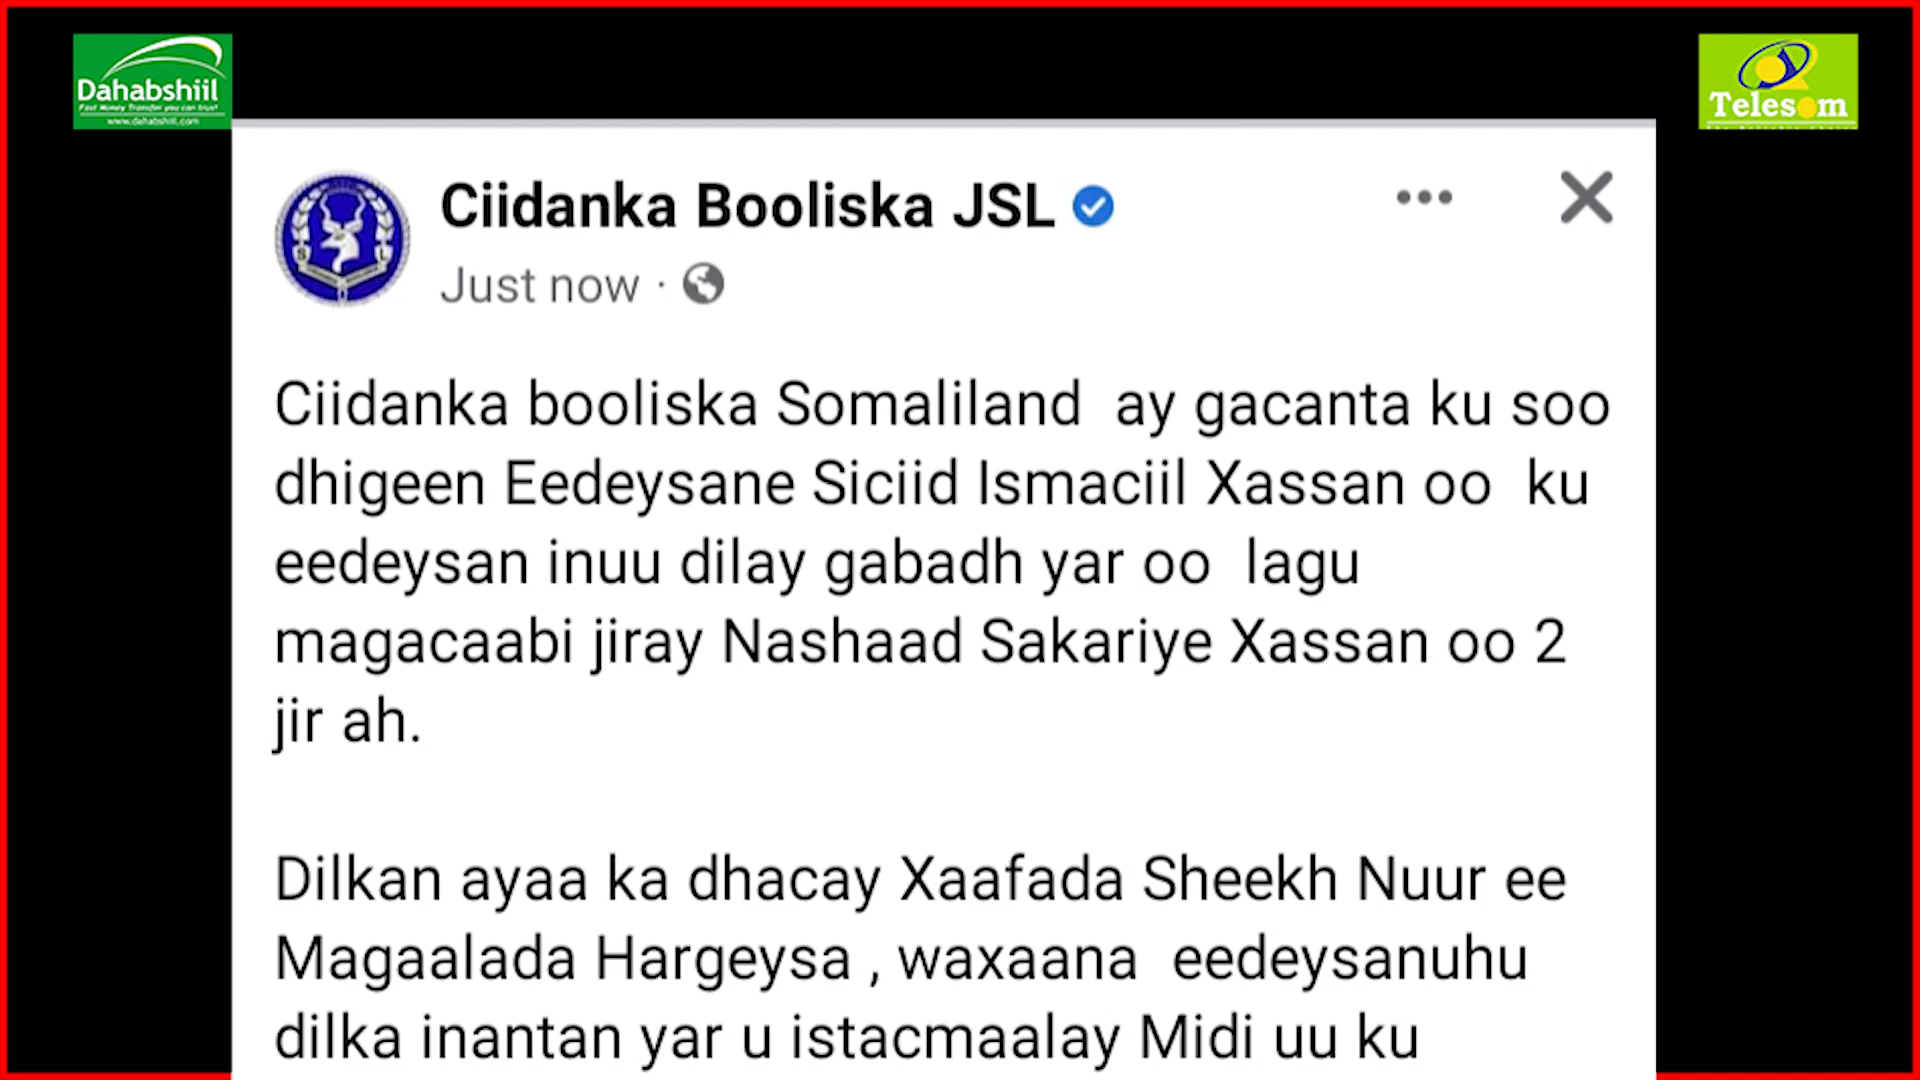 Dahabshiil
Fast Money Transfer you can trust
www.dahabshiil.com
Telesom
Ciidanka Booliska JSL
Just now ·
Ciidanka booliska Somaliland ay gacanta ku soo
dhigeen Eedeysane Siciid Ismaciil Xassan oo ku
eedeysan inuu dilay gabadh yar oo lagu
magacaabi jiray Nashaad Sakariye Xassan oo 2
jir ah.
Dilkan ayaa ka dhacay Xaafada Sheekh Nuur ee
Magaalada Hargeysa , waxaana eedeysanuhu
dilka inantan yar u istacmaalay Midi uu ku